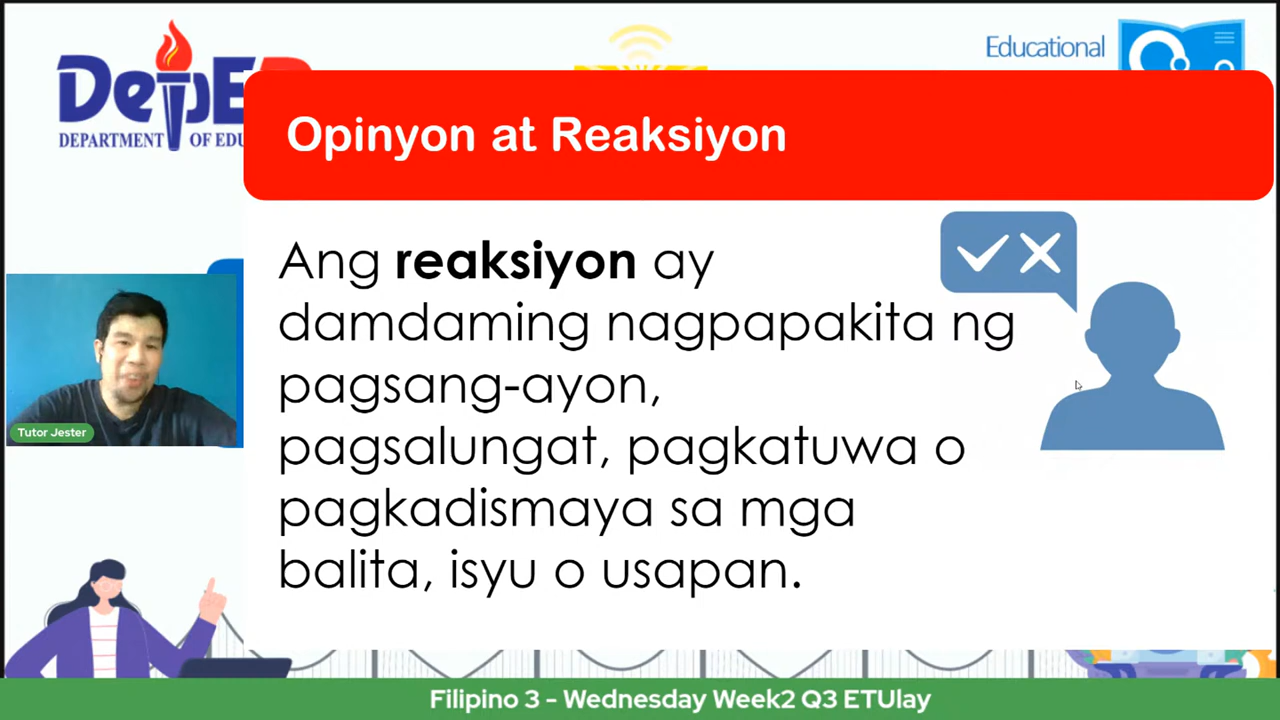 DepE
DEPARTMENT OF EDU
Educational
Opinyon at Reaksiyon
Ang reaksiyon ay
damdaming nagpapakita ng
pagsang-ayon,
pagsalungat, pagkatuwa o
pagkadismaya sa mga
balita, isyu o usapan.
Tutor Jester
Filipino 3 - Wednesday Week2 Q3 ETUlay